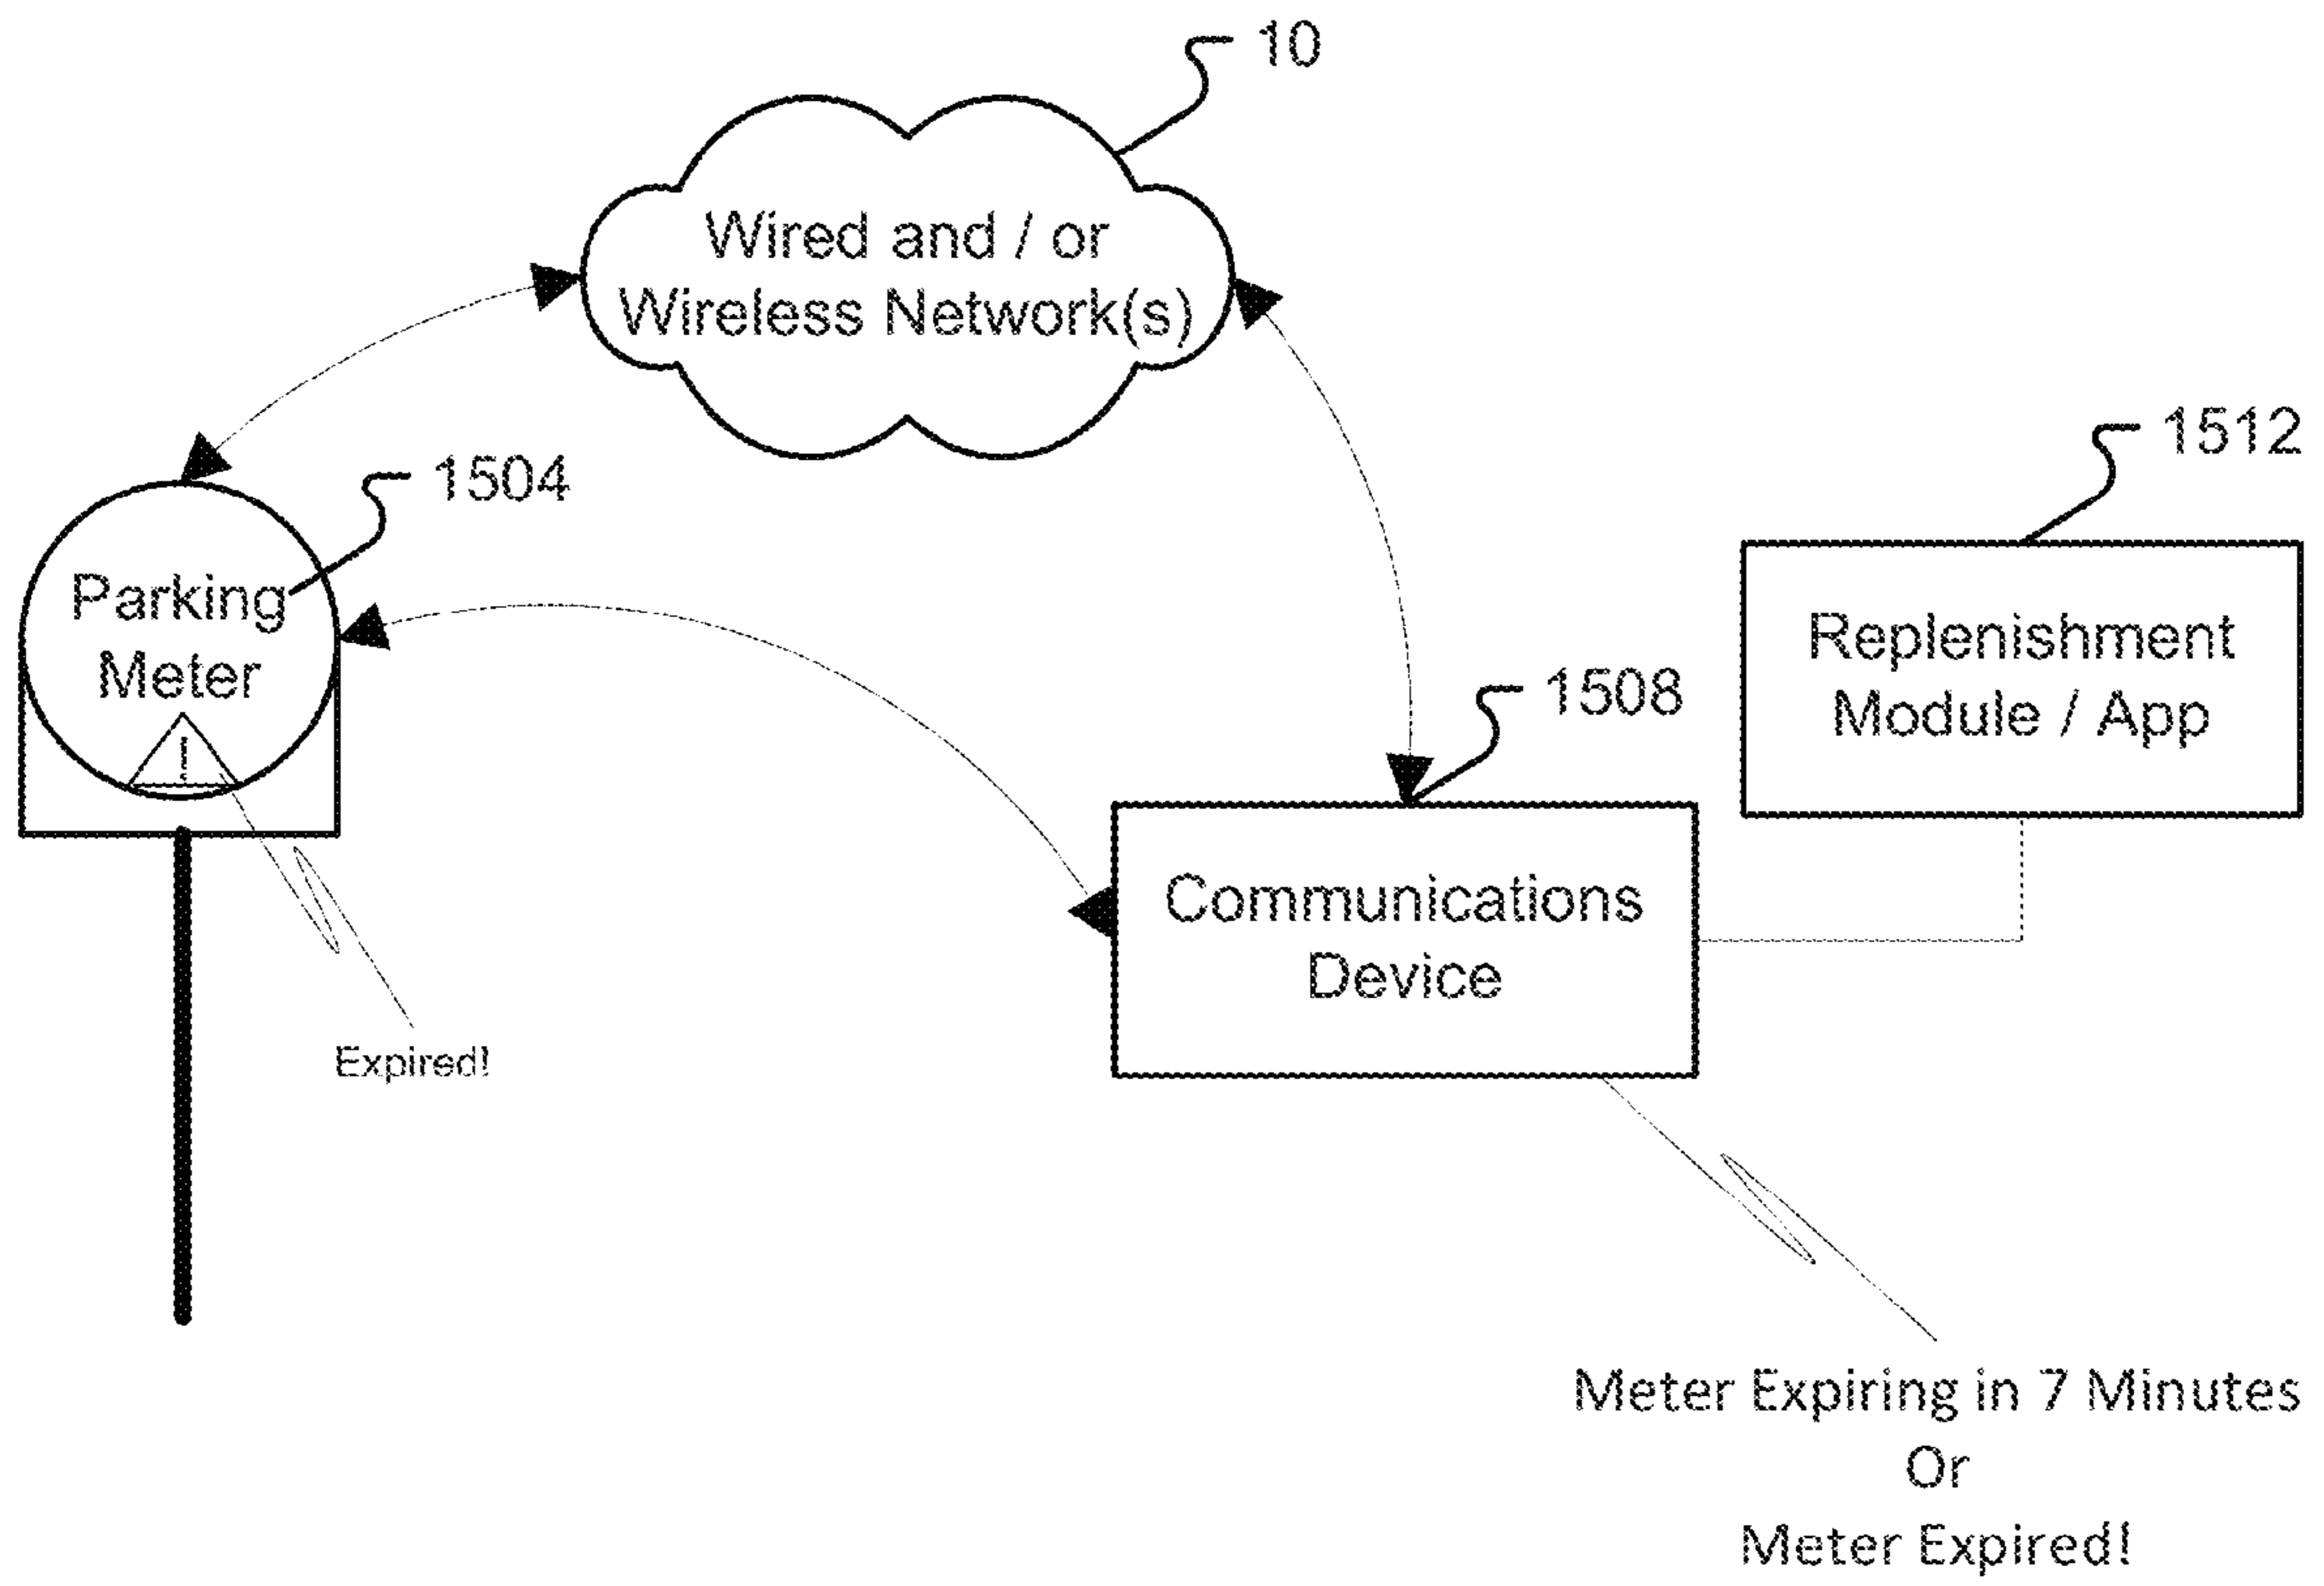 10
Wired and / or
Wireless Network(s)
1504
1512
Parking
Meter
!
Replenishment
Module / App
1508
Communications
Device
Expired!
Meter Expiring in 7 Minutes
Or
Meter Expired!